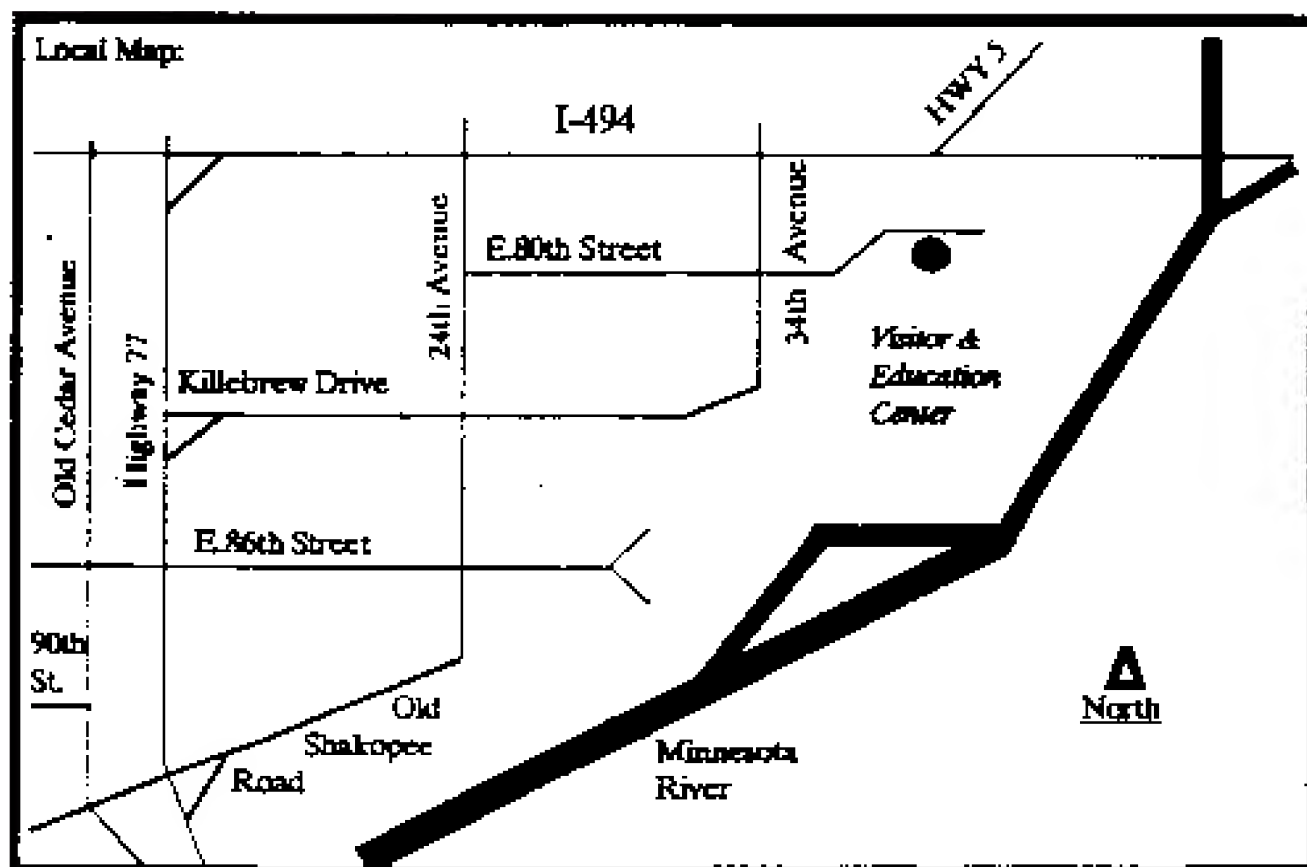 Local Map:
HWY 5
I-494
Old Cedar Avenue
Highway 77
24th Avenue
34th Avenue
E.80th Street
Visitor &
Education
Center
Killebrew Drive
E.86th Street
90th
St.
Old
Shakopee
Road
Minnesota
River
North